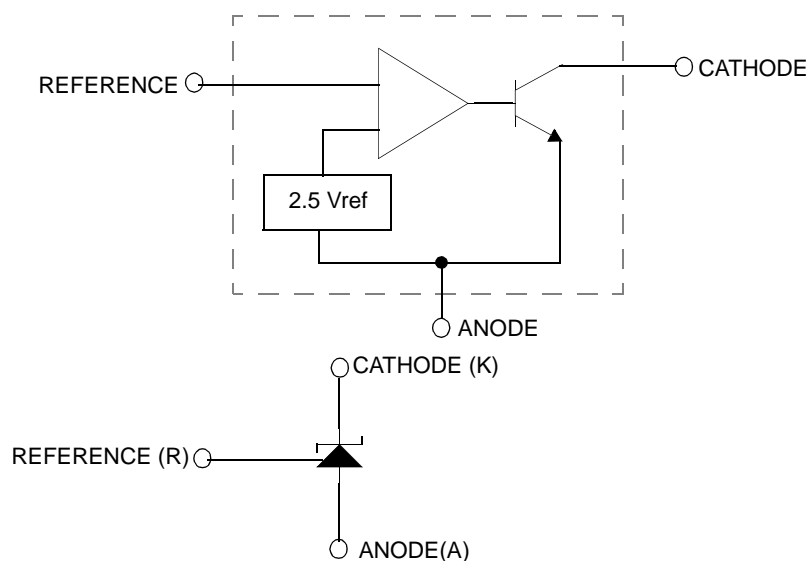 REFERENCE
CATHODE
2.5 Vref
ANODE
CATHODE (K)
REFERENCE (R)
ANODE(A)